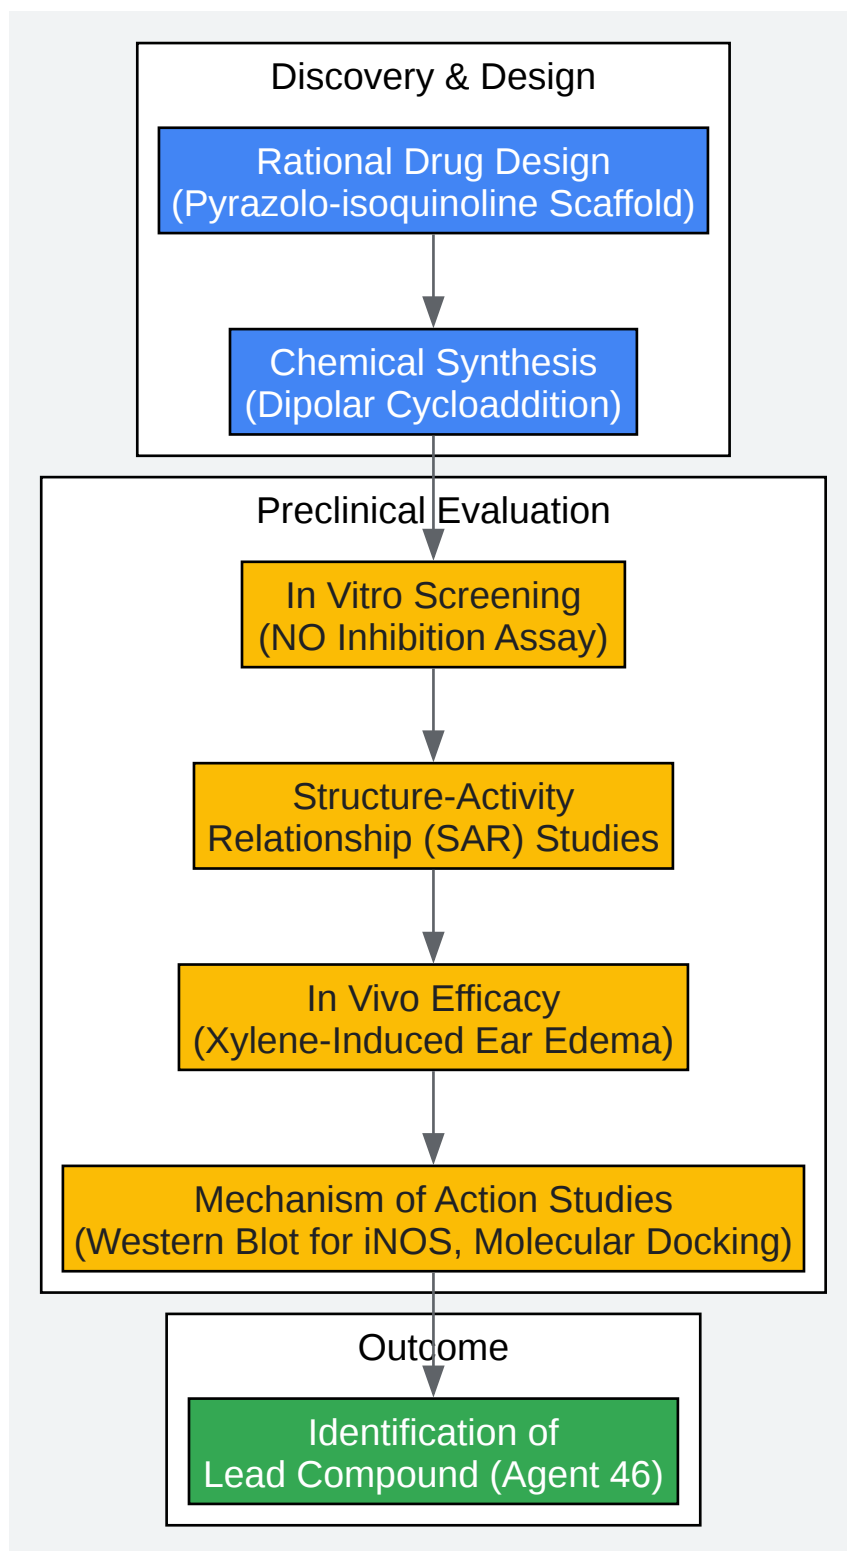 Discovery & Design
Rational Drug Design
(Pyrazolo-isoquinoline Scaffold)
Chemical Synthesis
(Dipolar Cycloaddition)
Preclinical Evaluation
In Vitro Screening
(NO Inhibition Assay)
Structure-Activity
Relationship (SAR) Studies
In Vivo Efficacy
(Xylene-Induced Ear Edema)
Mechanism of Action Studies
(Western Blot for iNOS, Molecular Docking)
Outcome
Identification of
Lead Compound (Agent 46)